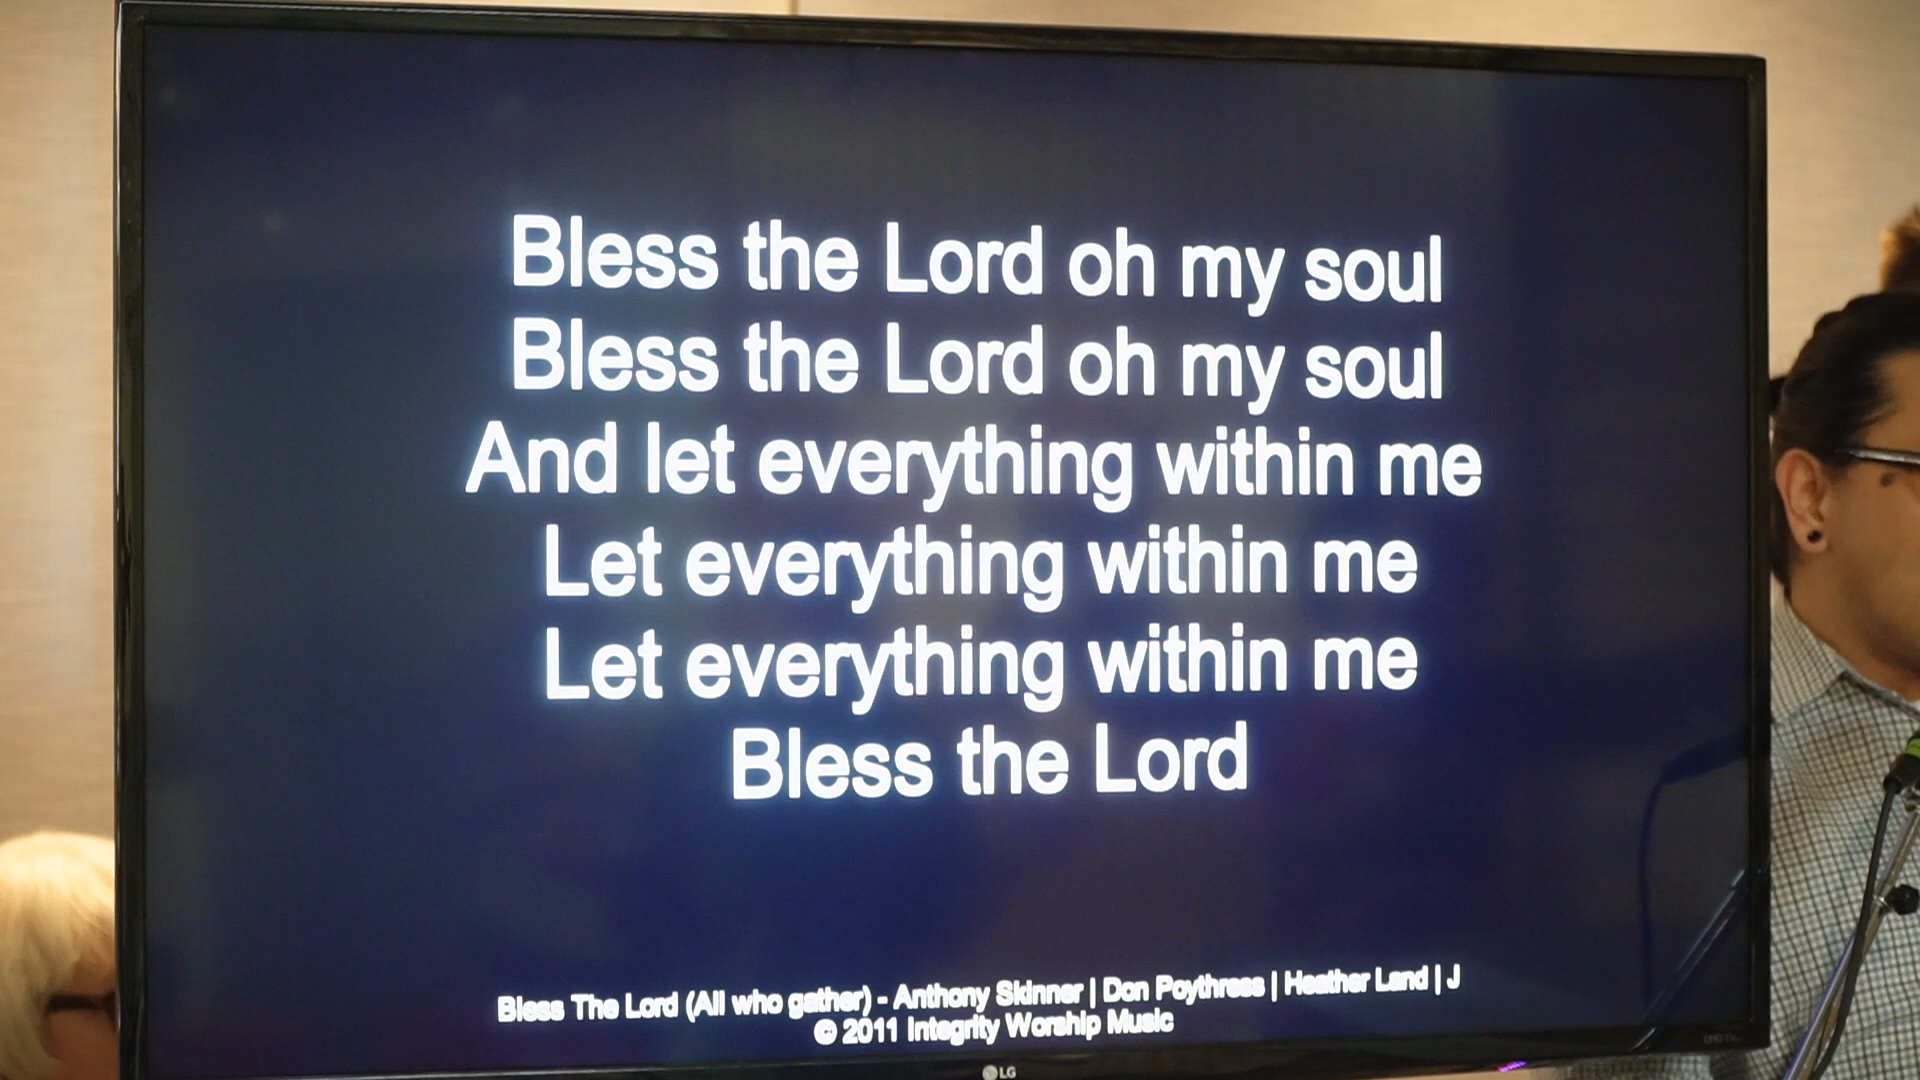 Bless the Lord oh my soul
Bless the Lord oh my soul
And let everything within me
Let everything within me
Let everything within me
Bless the Lord
Bless The Lord (All who gather) - Anthony Skinner | Don Poythress | Heather Land | J
© 2011 Integrity Worship Music
LG